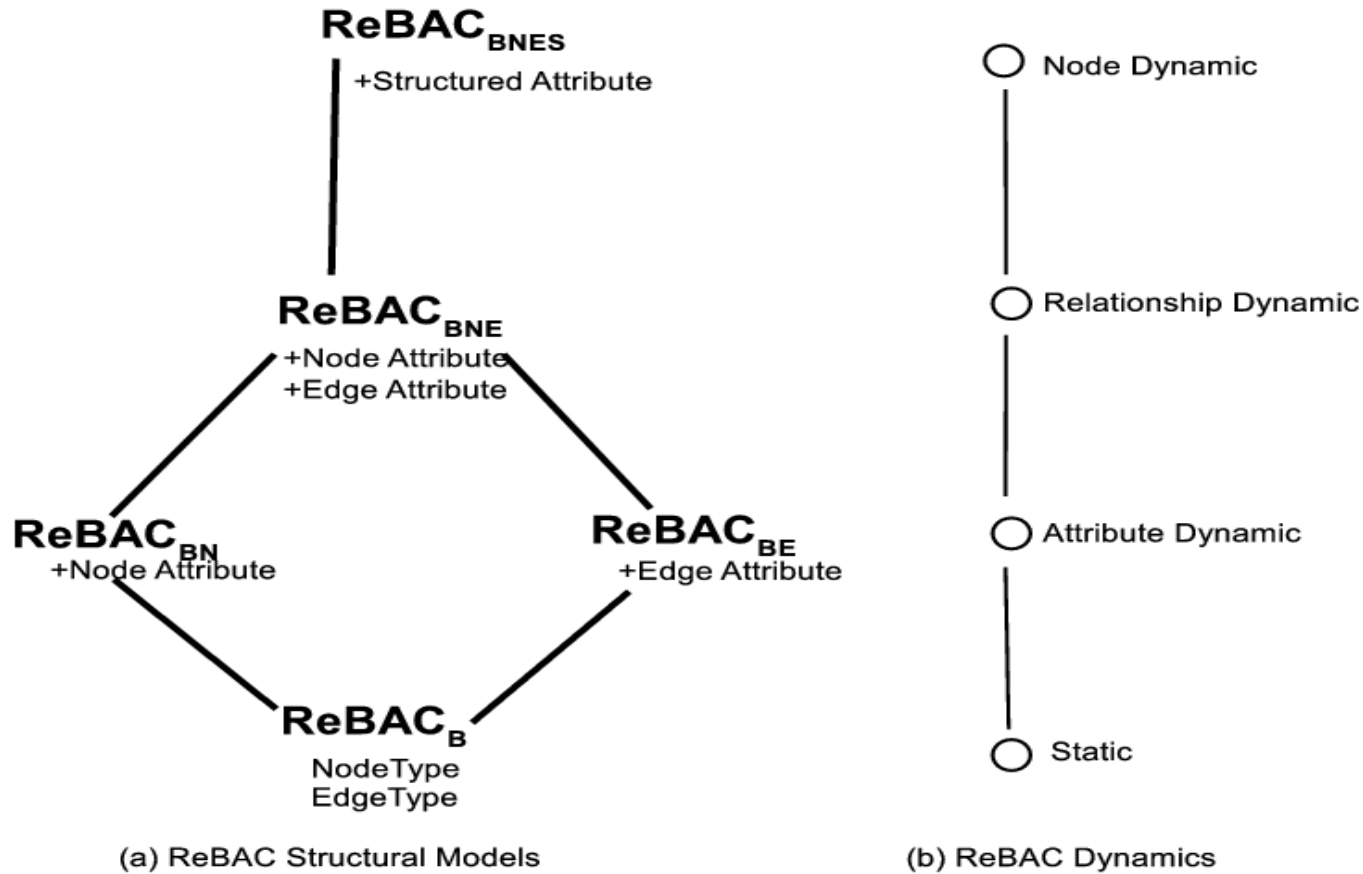 ReBAC_BNES
+Structured Attribute
ReBAC_BNE
+Node Attribute
+Edge Attribute
ReBAC_BN
+Node Attribute
ReBAC_BE
+Edge Attribute
ReBAC_B
NodeType
EdgeType
(a) ReBAC Structural Models
Node Dynamic
Relationship Dynamic
Attribute Dynamic
Static
(b) ReBAC Dynamics